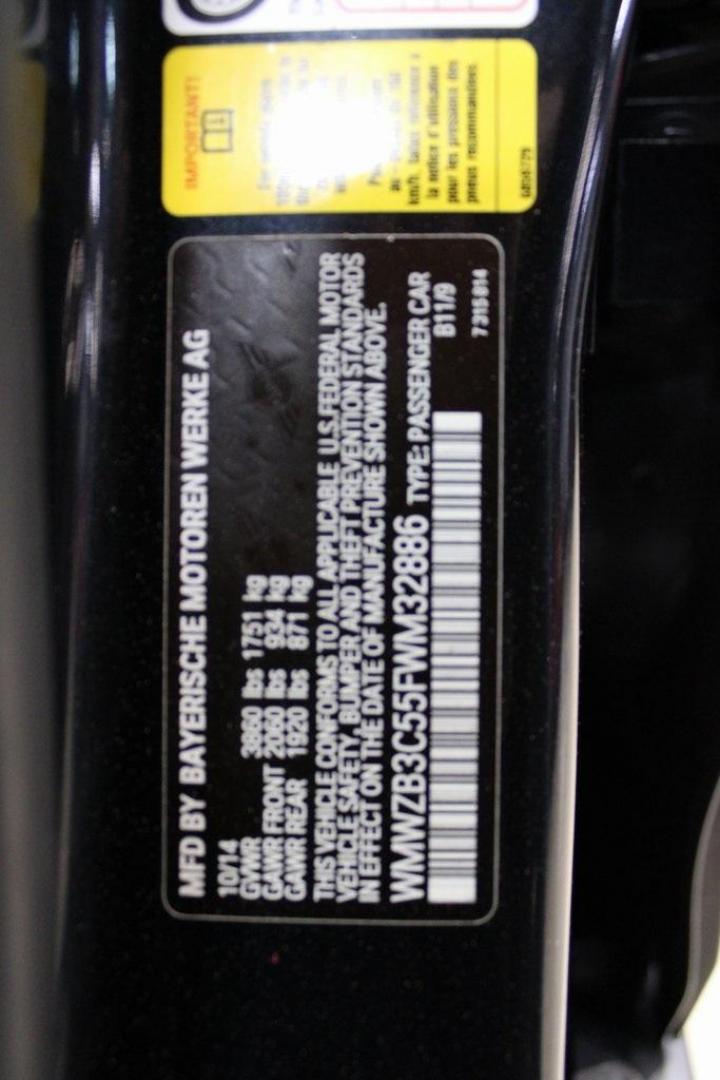 IMPORTANT!
la notice d'utilisation
pour les pressions des
pneus recommandées
MFD BY BAYERISCHE MOTOREN WERKE AG
10/14
GVWR 3860 lbs 1751 kg
GAWR FRONT 2060 lbs 934 kg
GAWR REAR 1920 lbs 871 kg
THIS VEHICLE CONFORMS TO ALL APPLICABLE U.S.FEDERAL MOTOR
VEHICLE SAFETY, BUMPER AND THEFT PREVENTION STANDARDS
IN EFFECT ON THE DATE OF MANUFACTURE SHOWN ABOVE.
WMWZB3C55FWM32886 TYPE: PASSENGER CAR
B11/9
7 315 814